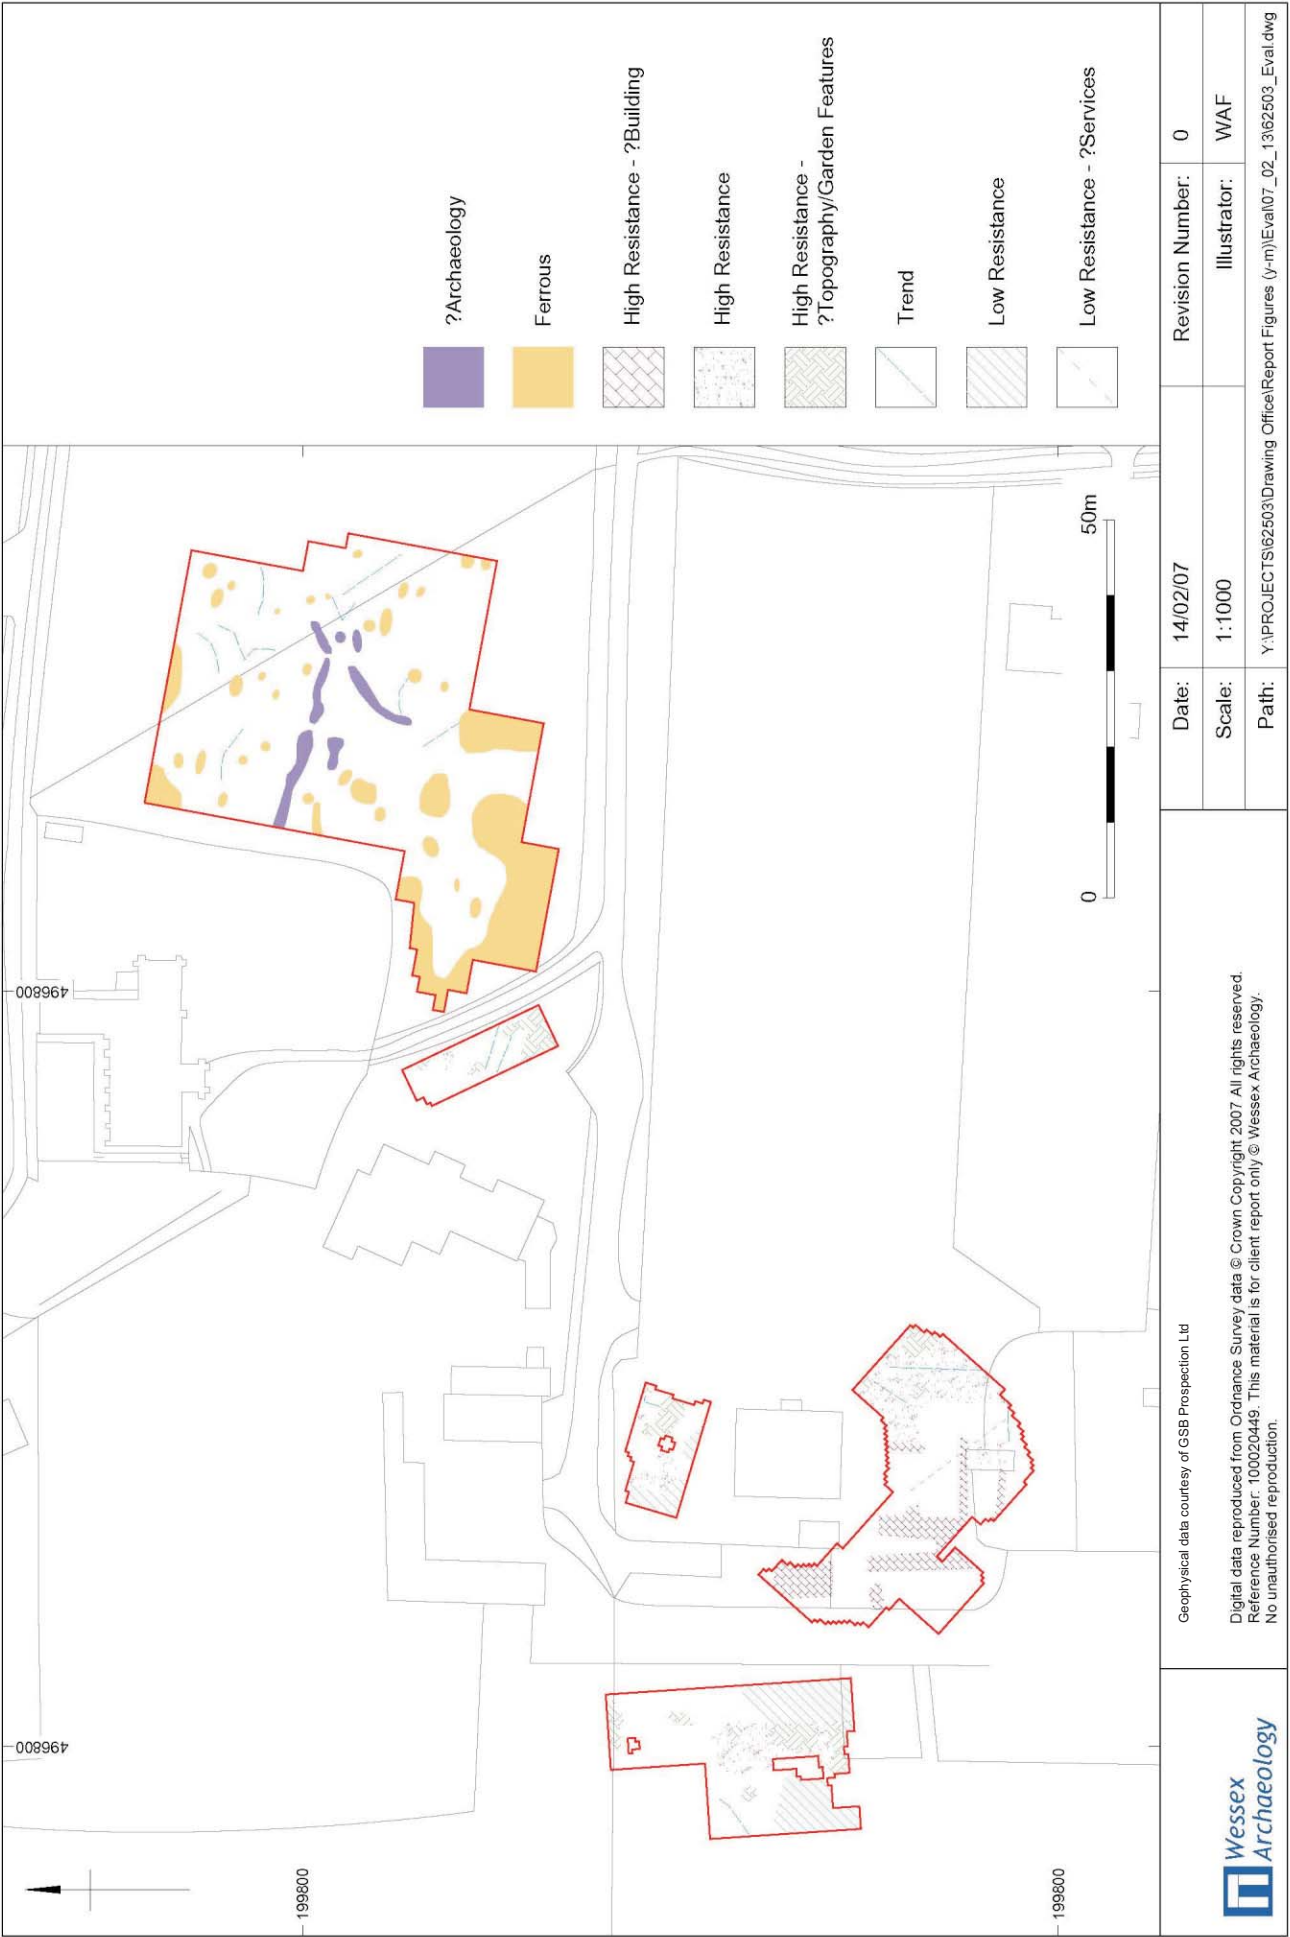 496800
496800
199800
199800
?Archaeology
Ferrous
High Resistance - ?Building
High Resistance
High Resistance -
?Topography/Garden Features
Trend
Low Resistance
Low Resistance - ?Services
0
50m
Wessex
Archaeology
Geophysical data courtesy of GSB Prospection Ltd
Digital data reproduced from Ordnance Survey data © Crown Copyright 2007 All rights reserved.
Reference Number: 100020449. This material is for client report only © Wessex Archaeology.
No unauthorised reproduction.
Date: 14/02/07 Revision Number: 0
Scale: 1:1000 Illustrator: WAF
Path: Y:\PROJECTS\62503\Drawing Office\Report Figures (y-m)\Eval\07_02_13\62503_Eval.dwg